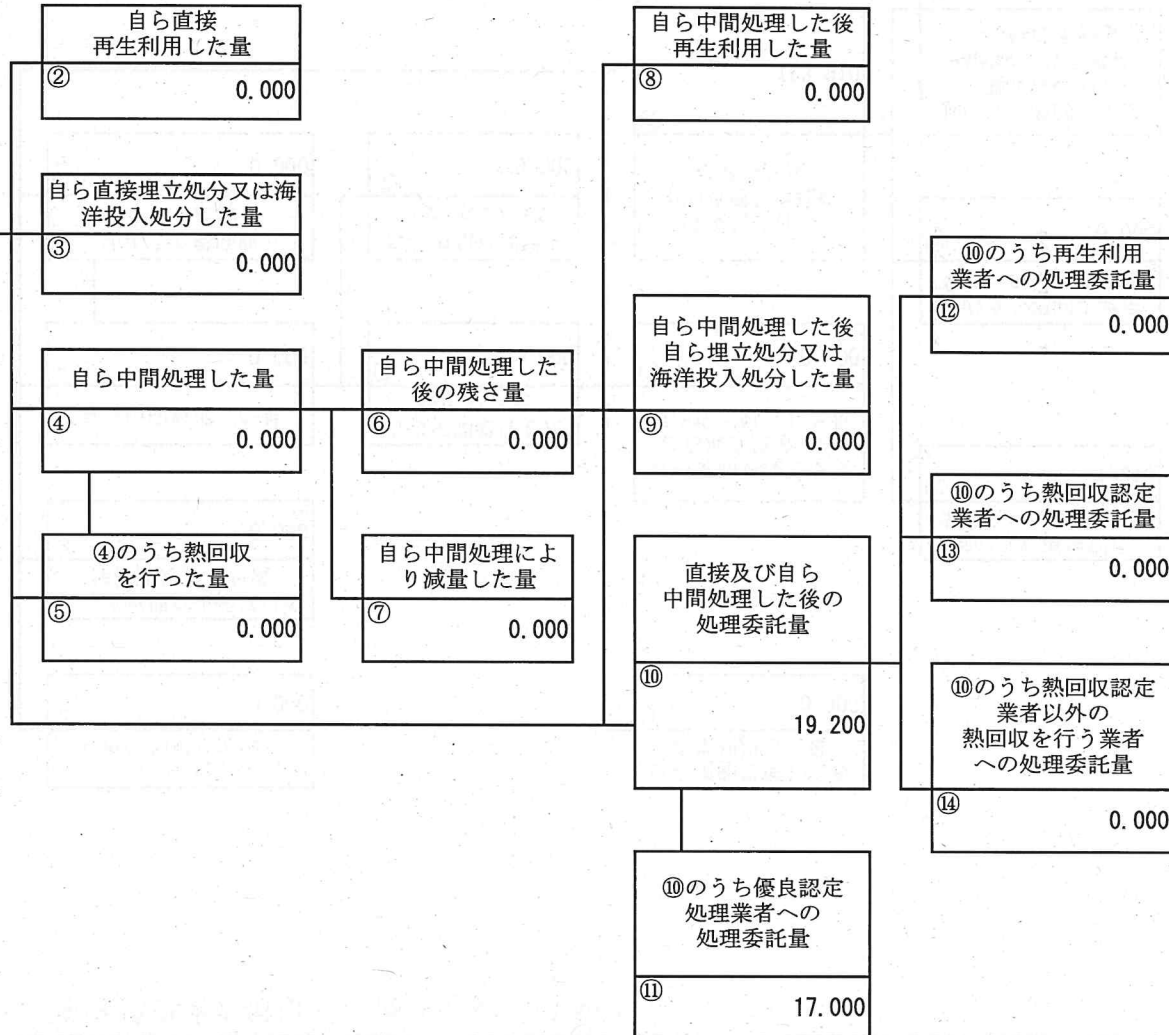 自ら直接
再生利用した量
②
0.000
自ら直接埋立処分又は海
洋投入処分した量
③
0.000
自ら中間処理した量
④
0.000
④のうち熱回収
を行った量
⑤
0.000
自ら中間処理した
後の残さ量
⑥
0.000
自ら中間処理によ
り減量した量
⑦
0.000
自ら中間処理した後
再生利用した量
⑧
0.000
自ら中間処理した後
自ら埋立処分又は
海洋投入処分した量
⑨
0.000
直接及び自ら
中間処理した後の
処理委託量
⑩
19.200
⑩のうち優良認定
処理業者への
処理委託量
⑪
17.000
⑩のうち再生利用
業者への処理委託量
⑫
0.000
⑩のうち熱回収認定
業者への処理委託量
⑬
0.000
⑩のうち熱回収認定
業者以外の
熱回収を行う業者
への処理委託量
⑭
0.000